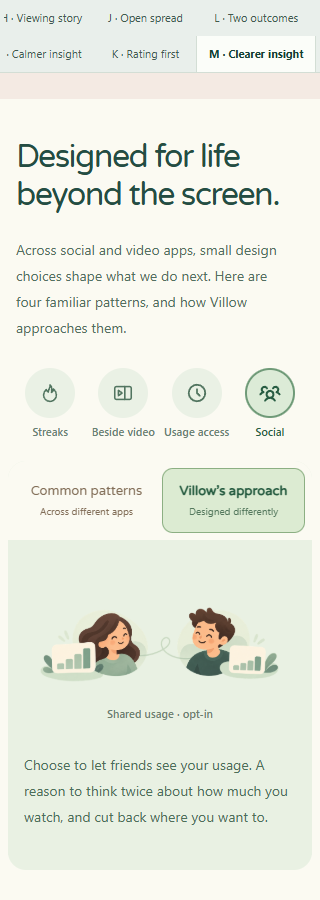 H · Viewing story J · Open spread L · Two outcomes
· Calmer insight K · Rating first M · Clearer insight
Designed for life
beyond the screen.
Across social and video apps, small design
choices shape what we do next. Here are
four familiar patterns, and how Villow
approaches them.
Streaks Beside video Usage access Social
Common patterns Villow's approach
Across different apps Designed differently
Shared usage · opt-in
Choose to let friends see your usage. A
reason to think twice about how much you
watch, and cut back where you want to.